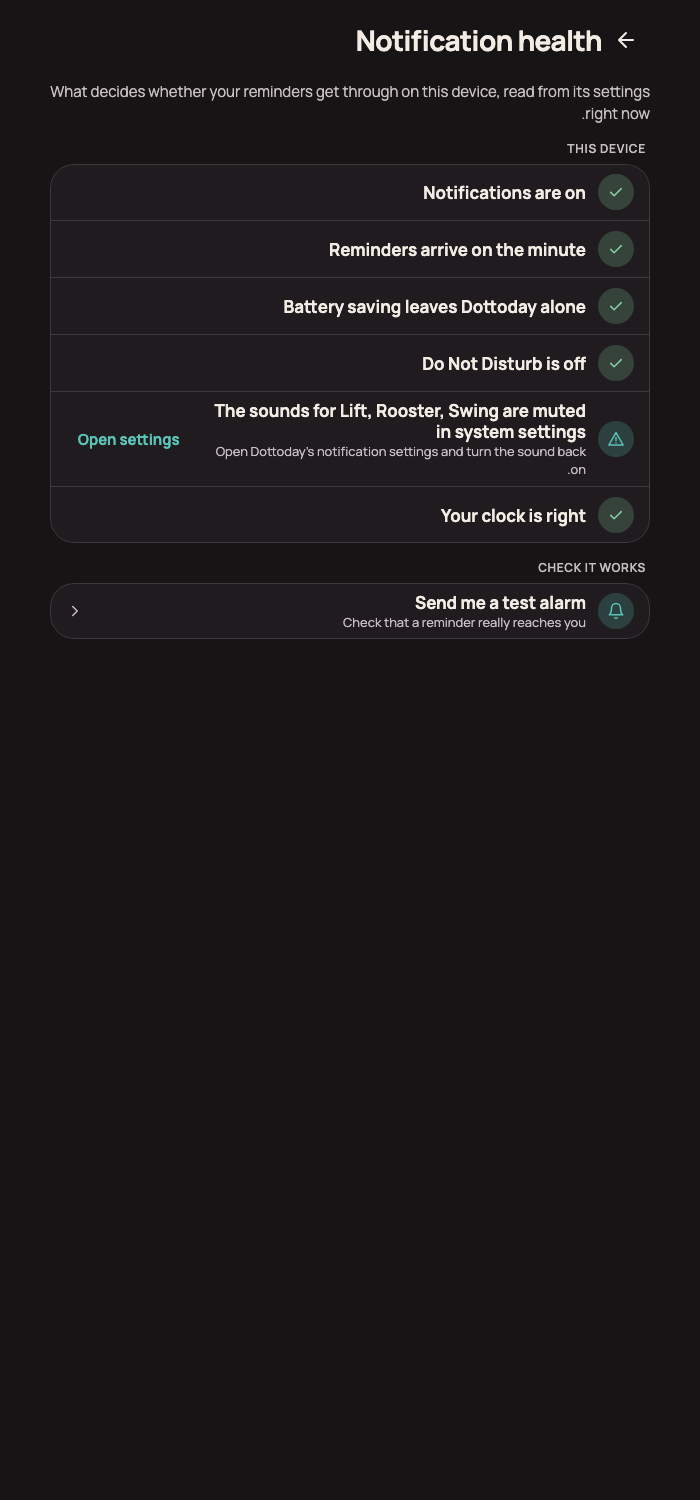 Notification health
What decides whether your reminders get through on this device, read from its settings
.right now
THIS DEVICE
Notifications are on
Reminders arrive on the minute
Battery saving leaves Dottoday alone
Do Not Disturb is off
The sounds for Lift, Rooster, Swing are muted
in system settings
Open Dottoday's notification settings and turn the sound back
.on
Open settings
Your clock is right
CHECK IT WORKS
Send me a test alarm
Check that a reminder really reaches you